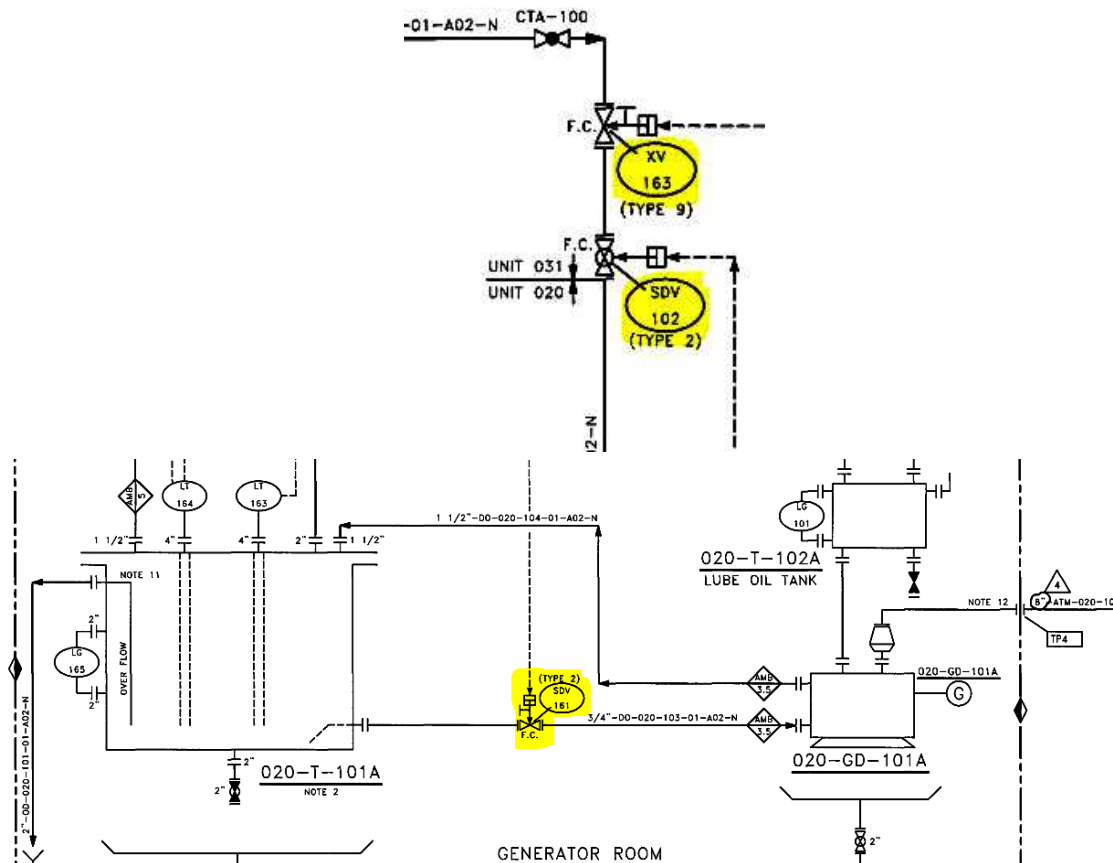 -01-A02-N
CTA-100
F.C.
XV
163
(TYPE 9)
F.C.
UNIT 031
UNIT 020
SDV
102
(TYPE 2)
2-N
AMB
5
LT
164
LT
163
1 1/2"
4"
4"
2"
1 1/2"
1 1/2"-DO-020-104-01-A02-N
LG
101
020-T-102A
LUBE OIL TANK
NOTE 11
2"
LG
165
2"
OVER FLOW
2"-OD-020-101-01-A02-N
(TYPE 2)
SDV
161
F.C.
3/4"-DO-020-103-01-A02-N
AMB
3.5
AMB
3.5
NOTE 12
4
8"-ATM-020-10
TP4
020-GD-101A
G
020-GD-101A
2"
2"
020-T-101A
NOTE 2
2"
GENERATOR ROOM